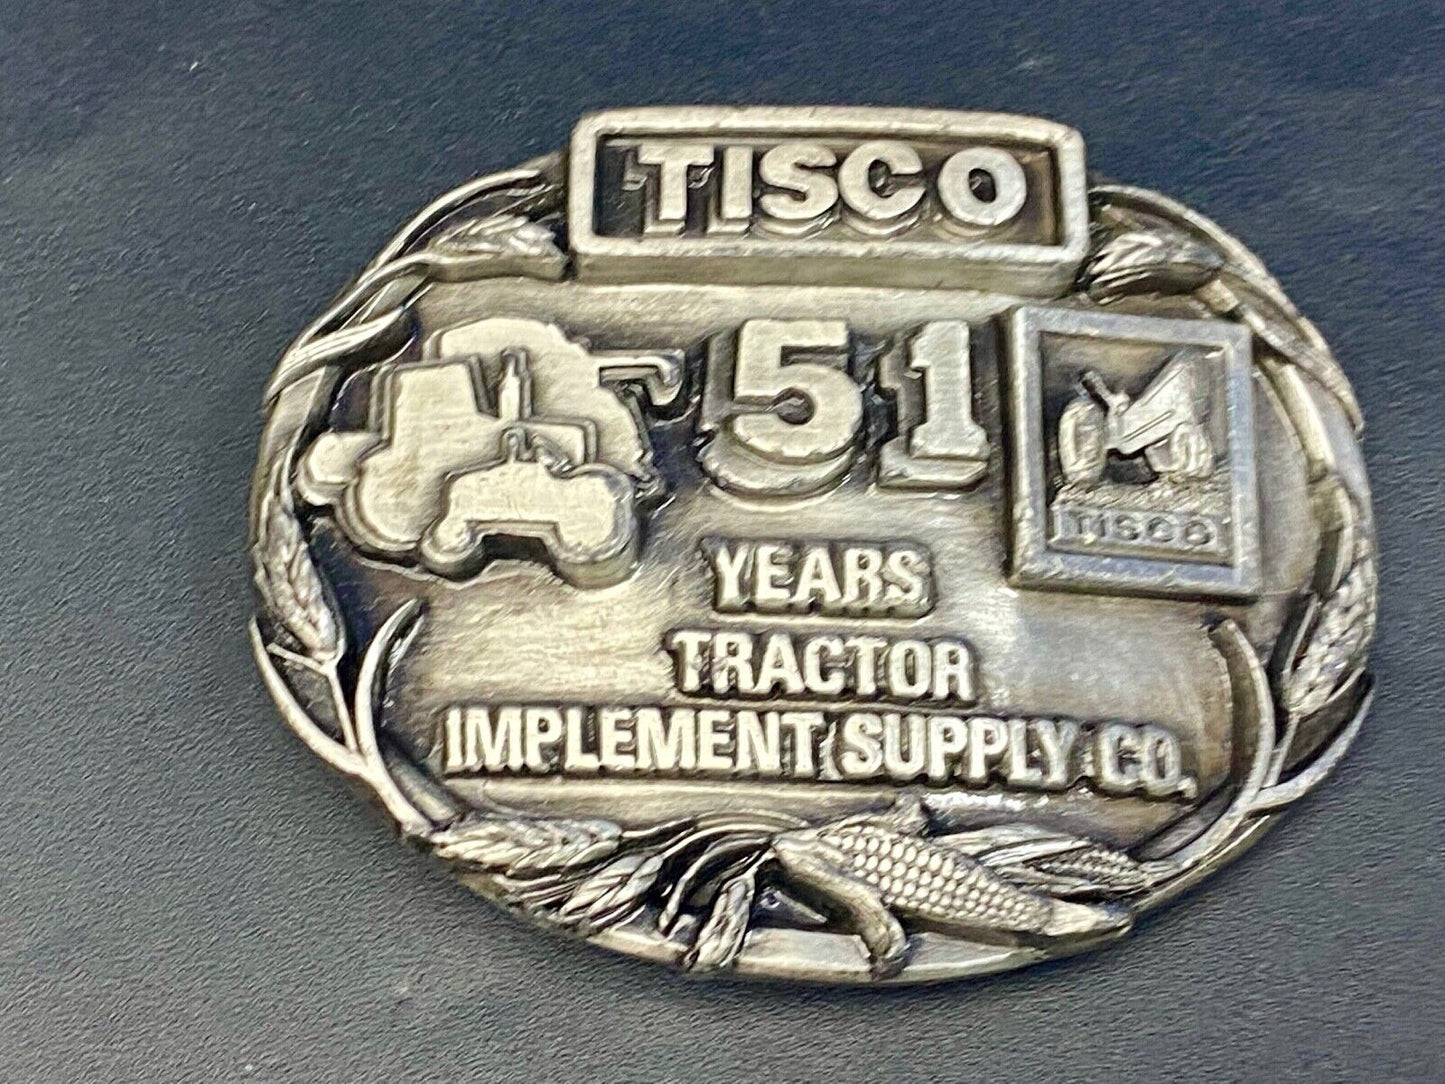 TISCO
51
TISCO
YEARS
TRACTOR
IMPLEMENT SUPPLY CO.